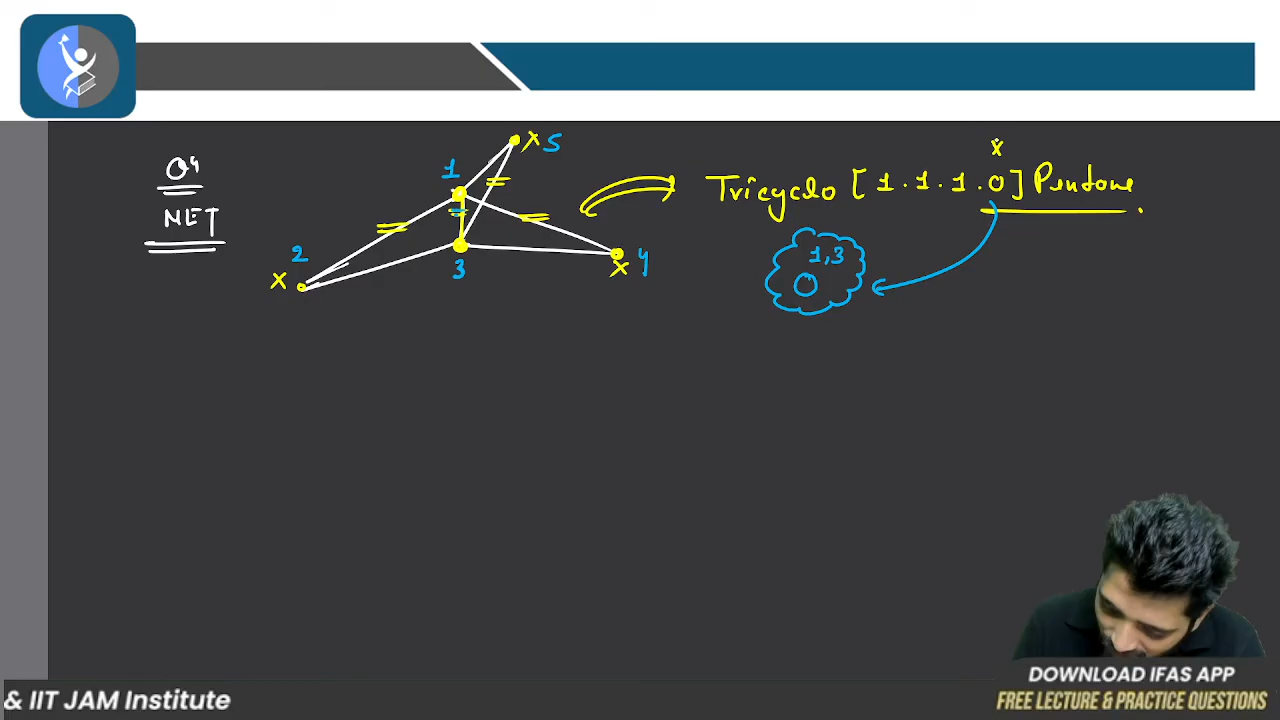 Q4
NET
1
x 5
2
x
3
x 4
ẋ
Tricyclo [ 1 . 1 . 1 . 0 ] Pentane .
1,3
0
& IIT JAM Institute
DOWNLOAD IFAS APP
FREE LECTURE & PRACTICE QUESTIONS